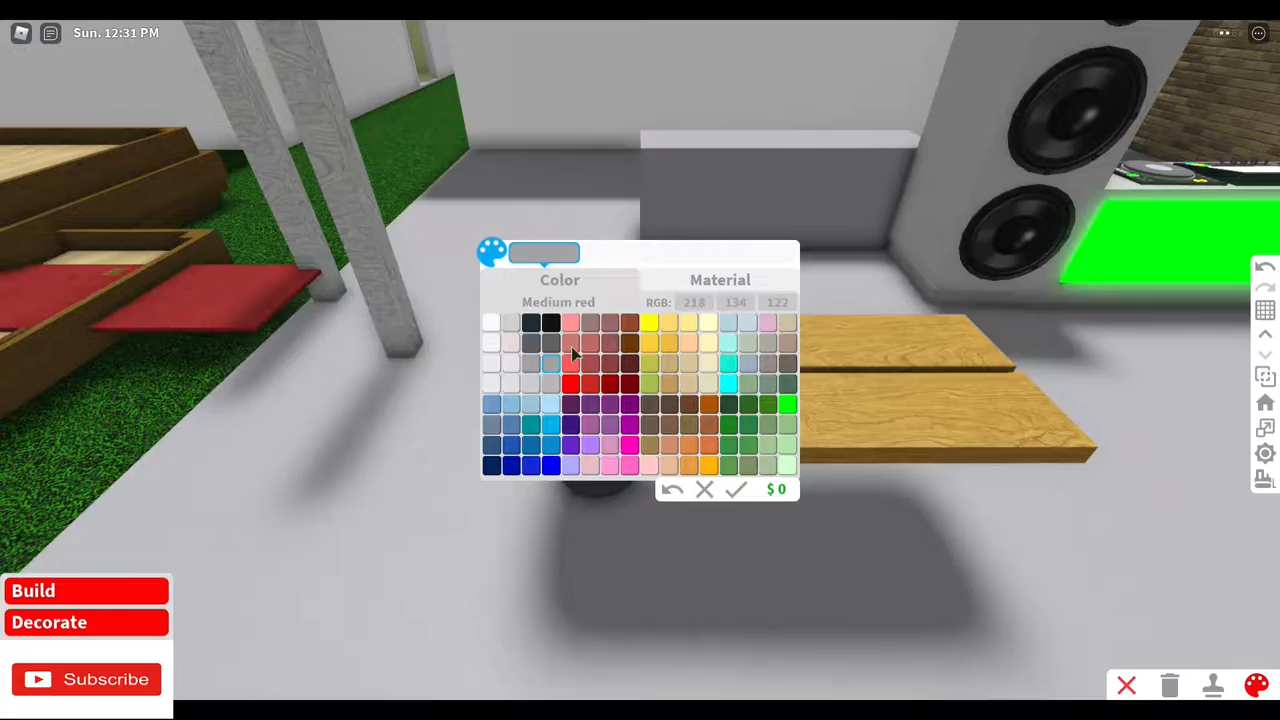 Sun. 12:31 PM
Color
Material
Medium red
RGB: 218 134 122
$ 0
Build
Decorate
Subscribe